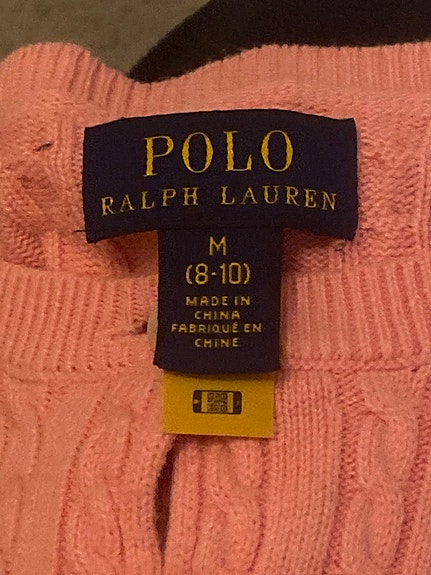 POLO
RALPH LAUREN
M
(8-10)
MADE IN
CHINA
FABRIQUÉ EN
CHINE